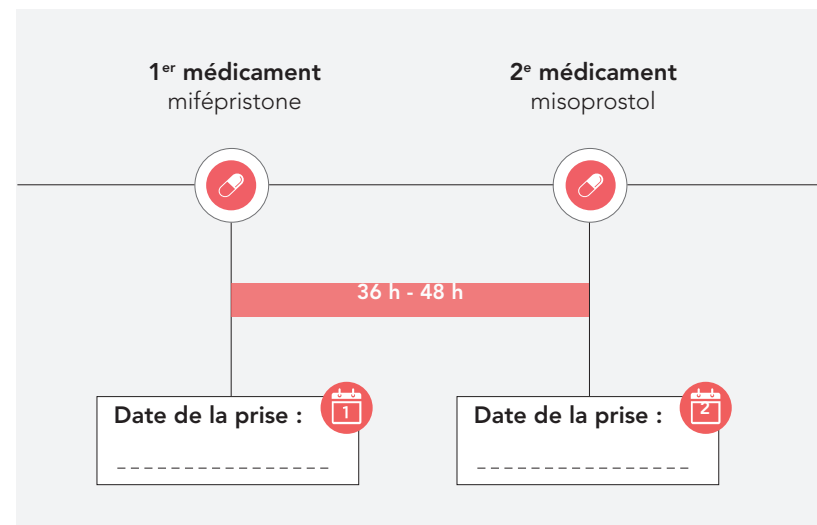 1er médicament
mifépristone
2e médicament
misoprostol
36 h - 48 h
Date de la prise :
1
_ _ _ _ _ _ _ _ _ _ _ _ _ _ _ _
Date de la prise :
2
_ _ _ _ _ _ _ _ _ _ _ _ _ _ _ _